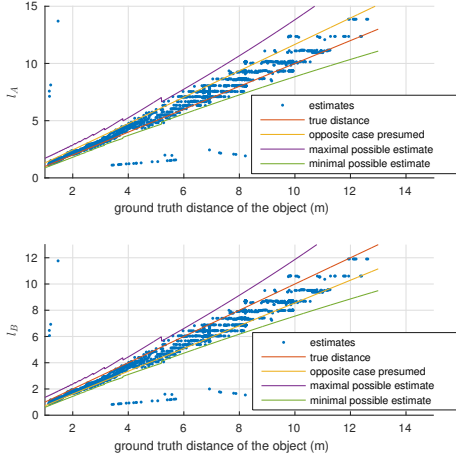 15
10
5
0
l_A
2
4
6
8
10
12
14
ground truth distance of the object (m)
estimates
true distance
opposite case presumed
maximal possible estimate
minimal possible estimate
12
10
8
6
4
2
0
l_B
2
4
6
8
10
12
14
ground truth distance of the object (m)
estimates
true distance
opposite case presumed
maximal possible estimate
minimal possible estimate